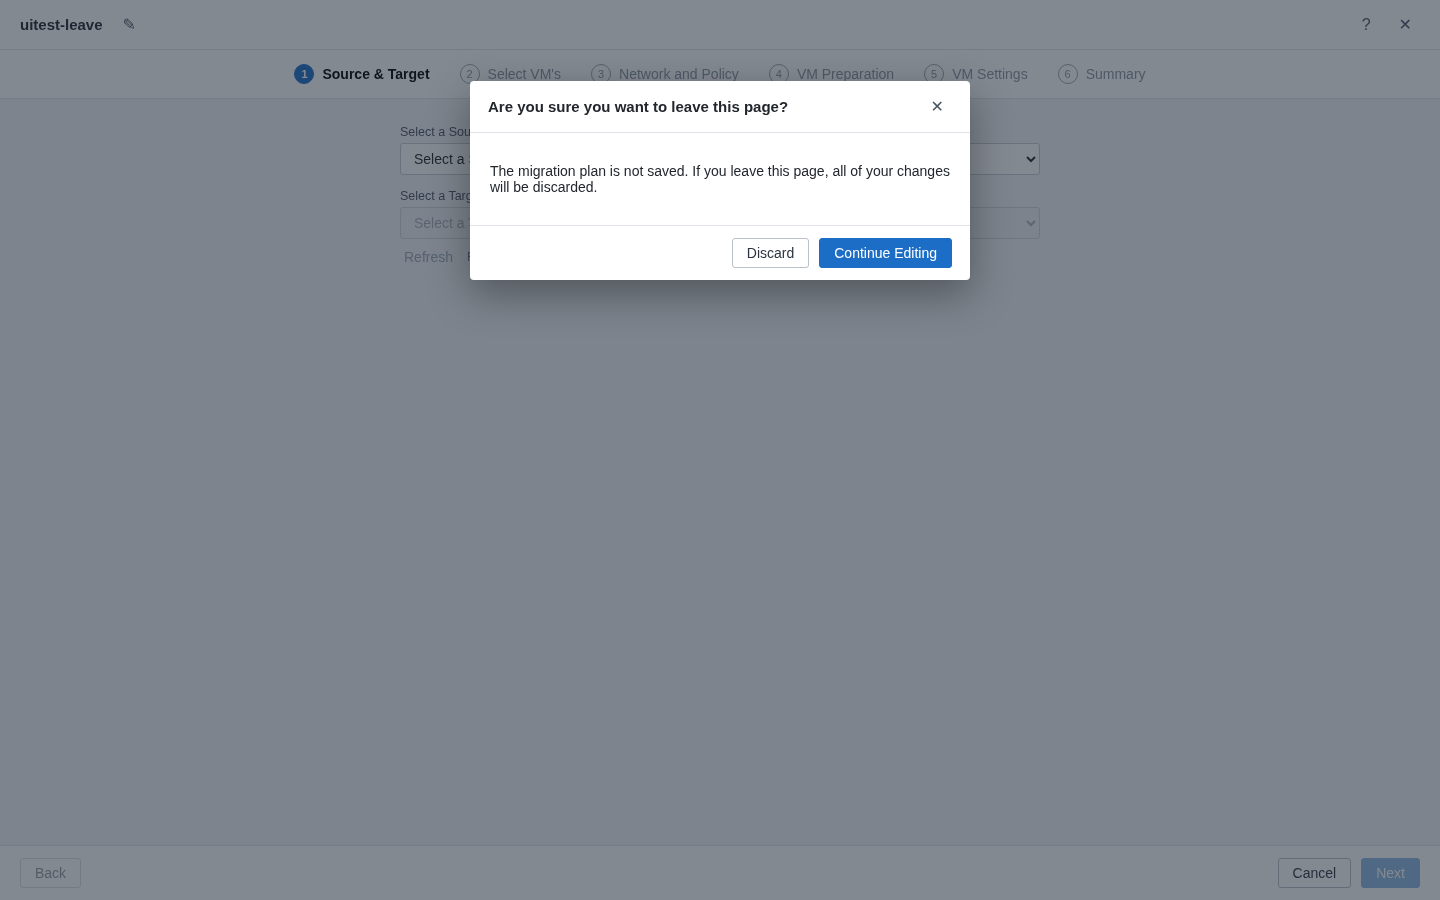 uitest-leave ✎ ? ✕
1 Source & Target 2 Select VM's 3 Network and Policy 4 VM Preparation 5 VM Settings 6 Summary
Are you sure you want to leave this page? ✕
Select a Sou
Select a
The migration plan is not saved. If you leave this page, all of your changes
will be discarded.
Select a Targ
Select a
Refresh
Discard Continue Editing
Back Cancel Next